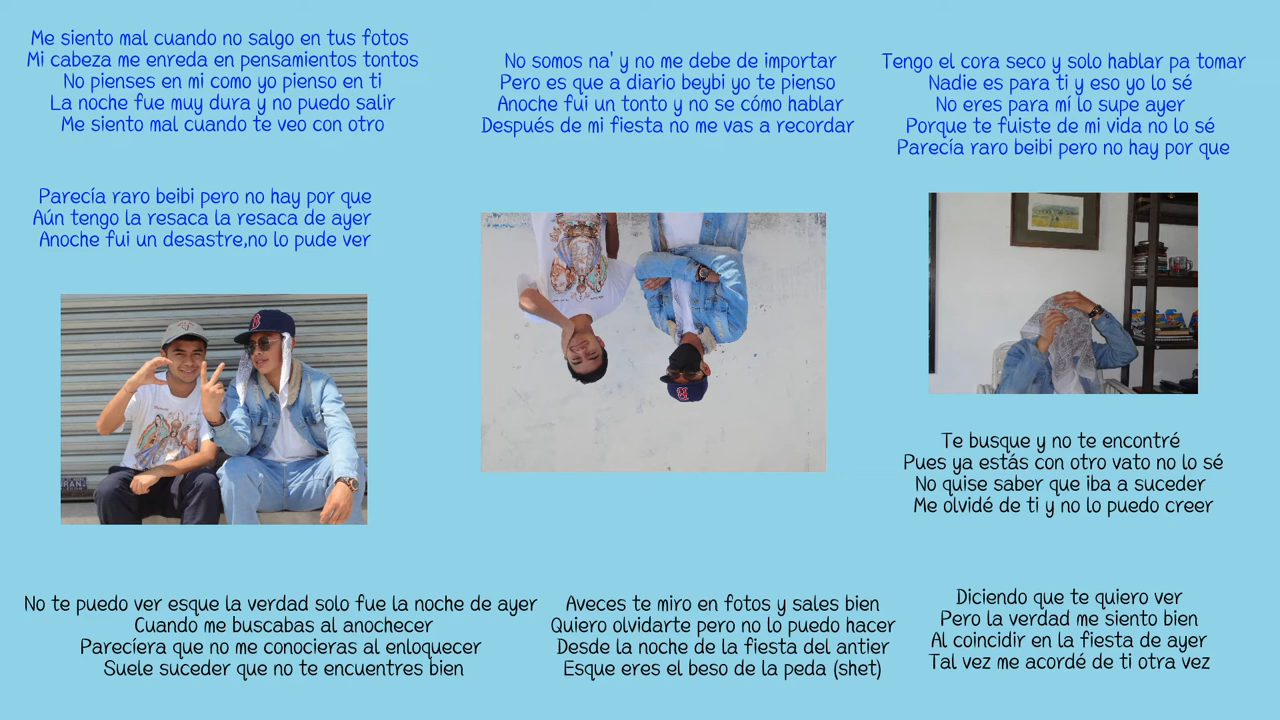 Me siento mal cuando no salgo en tus fotos
Mi cabeza me enreda en pensamientos tontos
No pienses en mi como yo pienso en ti
La noche fue muy dura y no puedo salir
Me siento mal cuando te veo con otro
Parecía raro beibi pero no hay por que
Aún tengo la resaca la resaca de ayer
Anoche fui un desastre,no lo pude ver
No somos na' y no me debe de importar
Pero es que a diario beybi yo te pienso
Anoche fui un tonto y no se cómo hablar
Después de mi fiesta no me vas a recordar
Tengo el cora seco y solo hablar pa tomar
Nadie es para ti y eso yo lo sé
No eres para mí lo supe ayer
Porque te fuiste de mi vida no lo sé
Parecía raro beibi pero no hay por que
Te busque y no te encontré
Pues ya estás con otro vato no lo sé
No quise saber que iba a suceder
Me olvidé de ti y no lo puedo creer
No te puedo ver esque la verdad solo fue la noche de ayer
Cuando me buscabas al anochecer
Parecíera que no me conocieras al enloquecer
Suele suceder que no te encuentres bien
Aveces te miro en fotos y sales bien
Quiero olvidarte pero no lo puedo hacer
Desde la noche de la fiesta del antier
Esque eres el beso de la peda (shet)
Diciendo que te quiero ver
Pero la verdad me siento bien
Al coincidir en la fiesta de ayer
Tal vez me acordé de ti otra vez